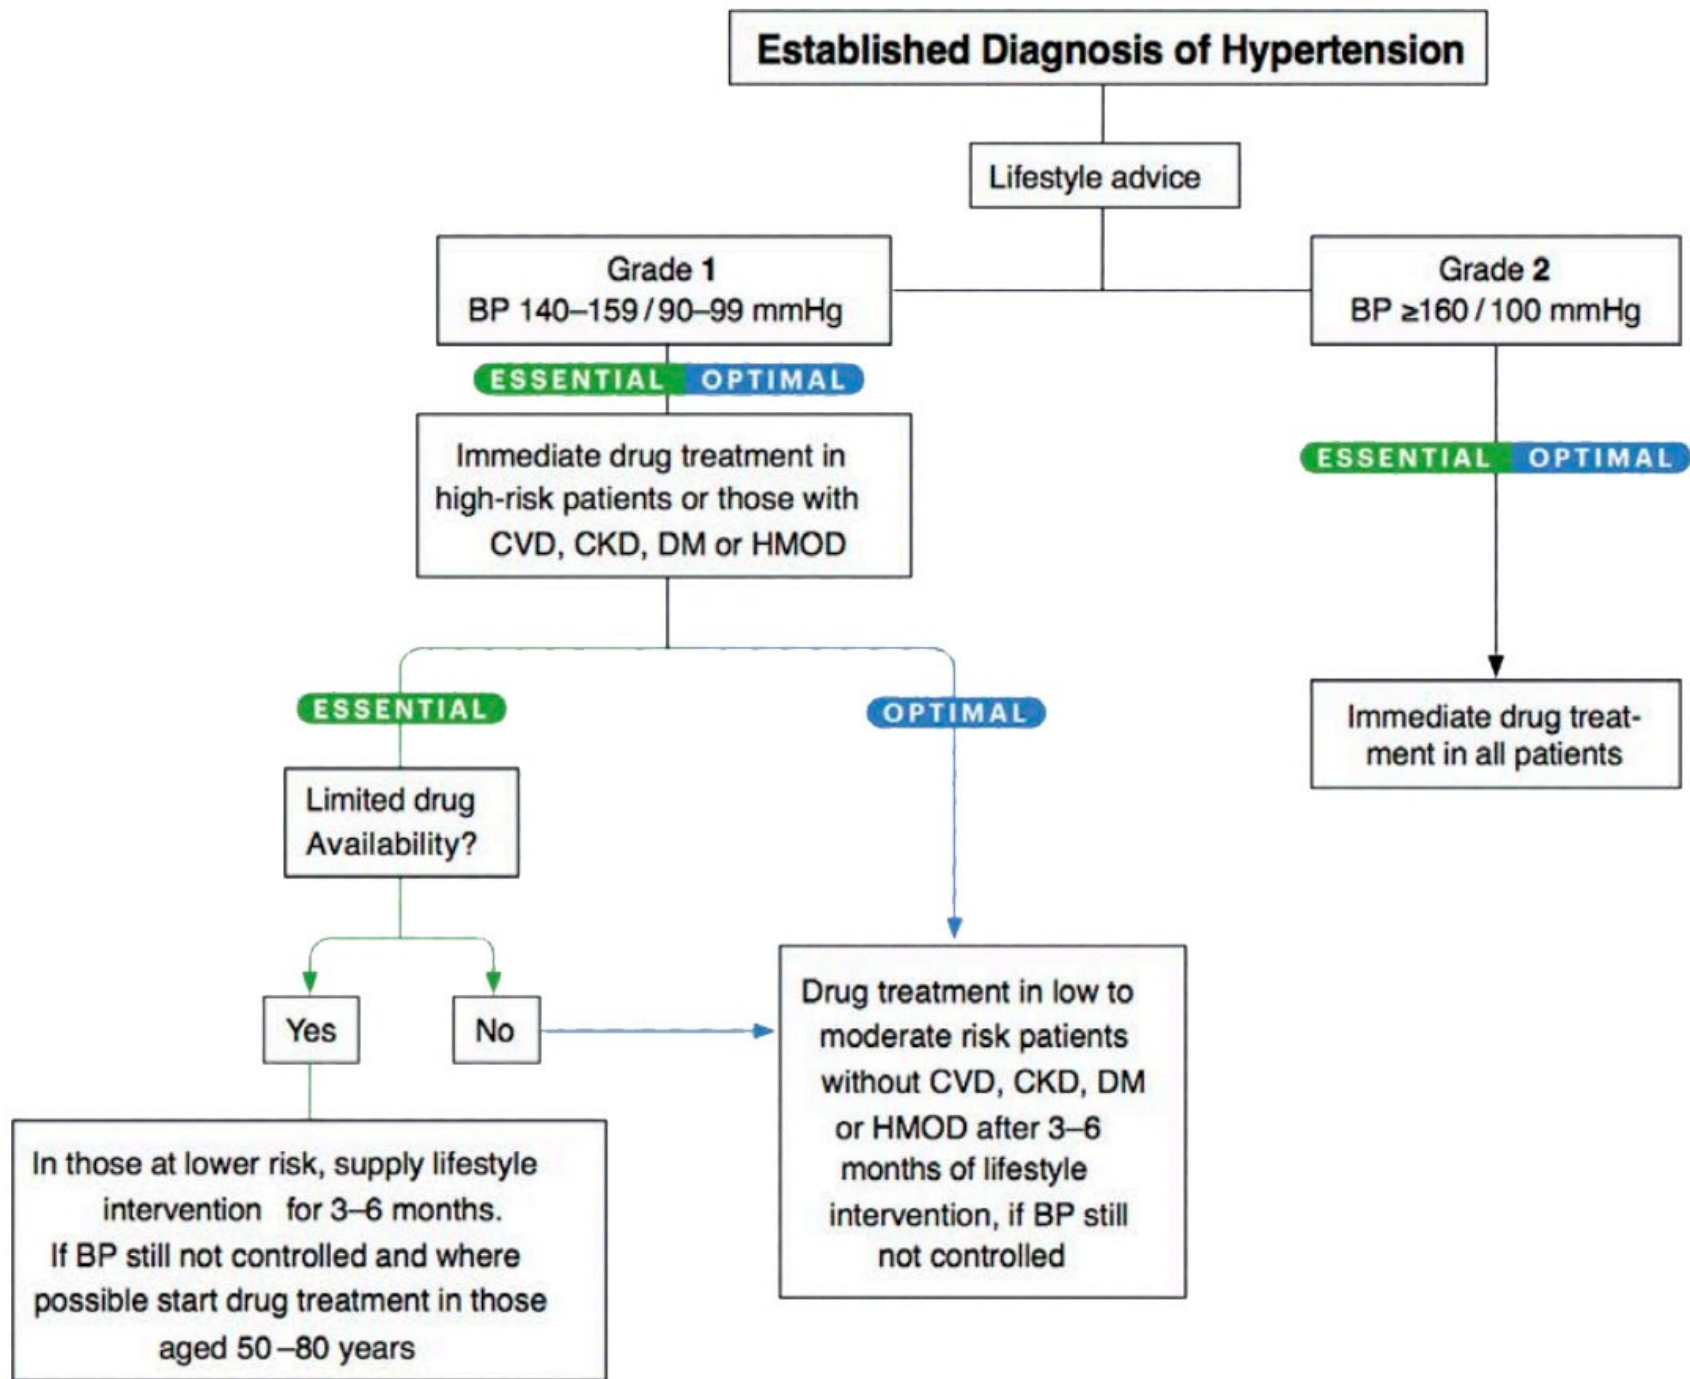 Established Diagnosis of Hypertension
Lifestyle advice
Grade 1
BP 140–159 / 90–99 mmHg
Grade 2
BP ≥160 / 100 mmHg
ESSENTIAL OPTIMAL
ESSENTIAL OPTIMAL
Immediate drug treatment in
high-risk patients or those with
CVD, CKD, DM or HMOD
ESSENTIAL
OPTIMAL
Immediate drug treat-
ment in all patients
Limited drug
Availability?
Yes
No
Drug treatment in low to
moderate risk patients
without CVD, CKD, DM
or HMOD after 3–6
months of lifestyle
intervention, if BP still
not controlled
In those at lower risk, supply lifestyle
intervention for 3–6 months.
If BP still not controlled and where
possible start drug treatment in those
aged 50–80 years